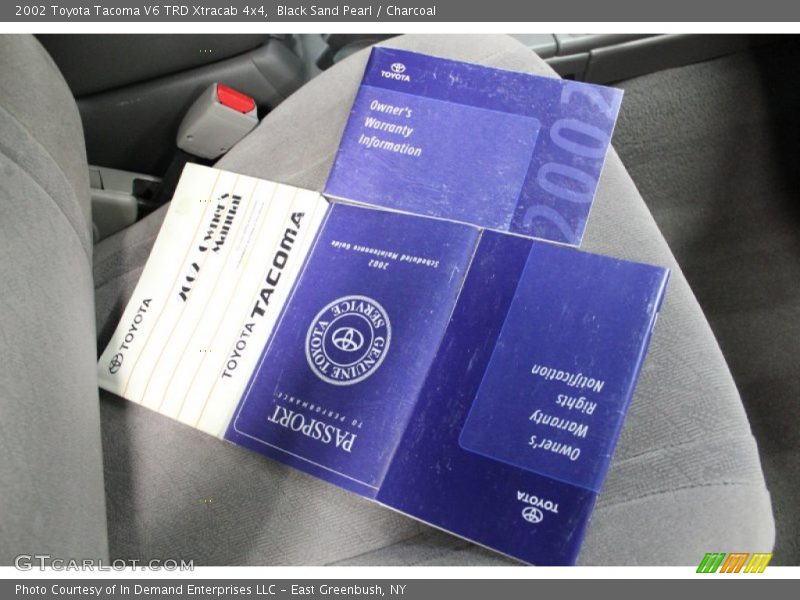 2002 Toyota Tacoma V6 TRD Xtracab 4x4, Black Sand Pearl / Charcoal
TOYOTA
Owner's
Warranty
Information
2002
2002 Owner's
Manual
TOYOTA
TOYOTA TACOMA
Scheduled Maintenance Guide
2002
GENUINE TOYOTA SERVICE
PASSPORT
TO PERFORMANCE
TOYOTA
Owner's
Warranty
Rights
Notification
GTCARLOT.COM
Photo Courtesy of In Demand Enterprises LLC – East Greenbush, NY